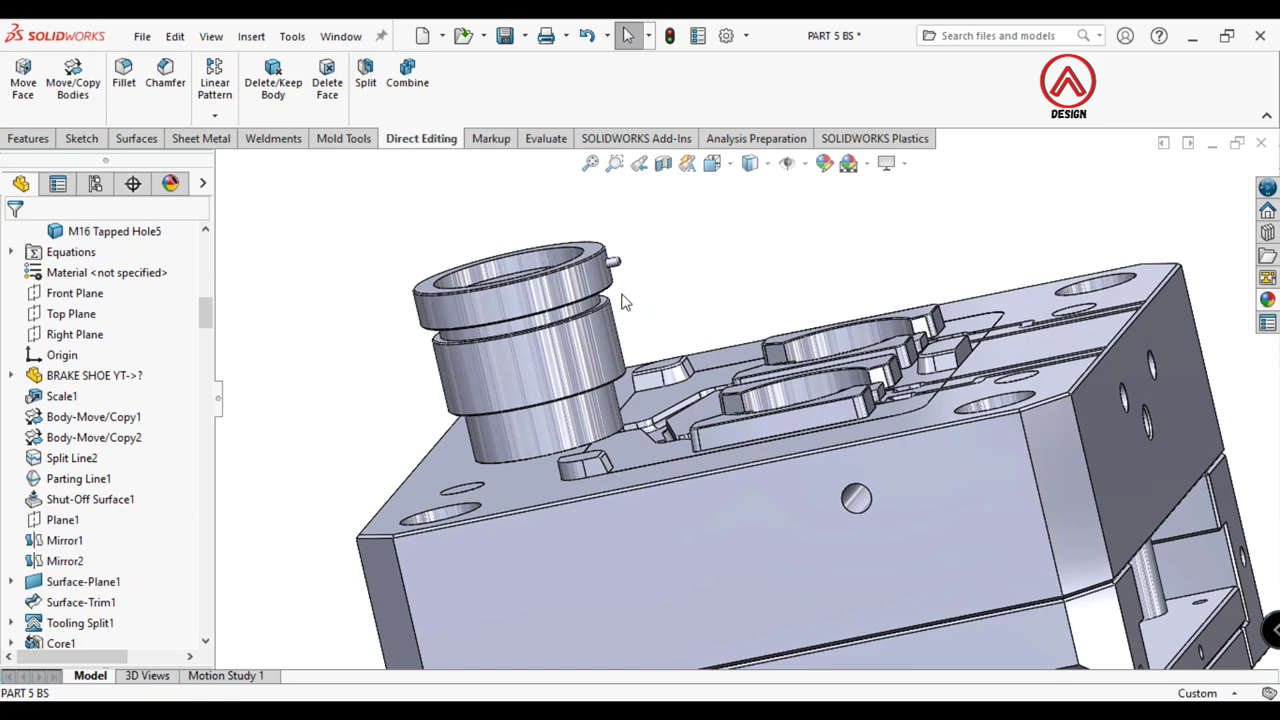 SOLIDWORKS
File
Edit
View
Insert
Tools
Window
PART 5 BS *
Search files and models
Move Face
Move/Copy Bodies
Fillet
Chamfer
Linear Pattern
Delete/Keep Body
Delete Face
Split
Combine
DESIGN
Features
Sketch
Surfaces
Sheet Metal
Weldments
Mold Tools
Direct Editing
Markup
Evaluate
SOLIDWORKS Add-Ins
Analysis Preparation
SOLIDWORKS Plastics
M16 Tapped Hole5
Equations
Material <not specified>
Front Plane
Top Plane
Right Plane
Origin
BRAKE SHOE YT->?
Scale1
Body-Move/Copy1
Body-Move/Copy2
Split Line2
Parting Line1
Shut-Off Surface1
Plane1
Mirror1
Mirror2
Surface-Plane1
Surface-Trim1
Tooling Split1
Core1
Model
3D Views
Motion Study 1
PART 5 BS
Custom